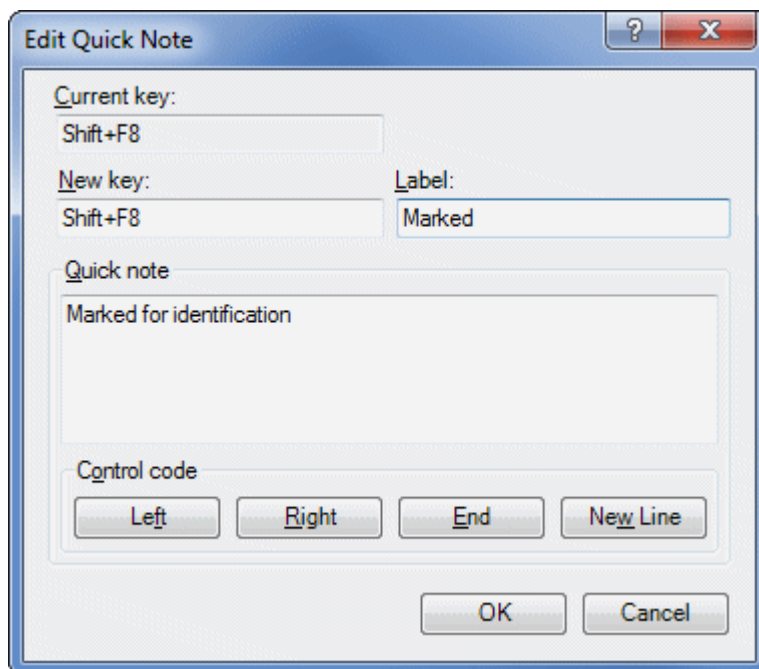 Edit Quick Note
?
X
Current key:
Shift+F8
New key:
Label:
Shift+F8
Marked
Quick note
Marked for identification
Control code
Left
Right
End
New Line
OK
Cancel